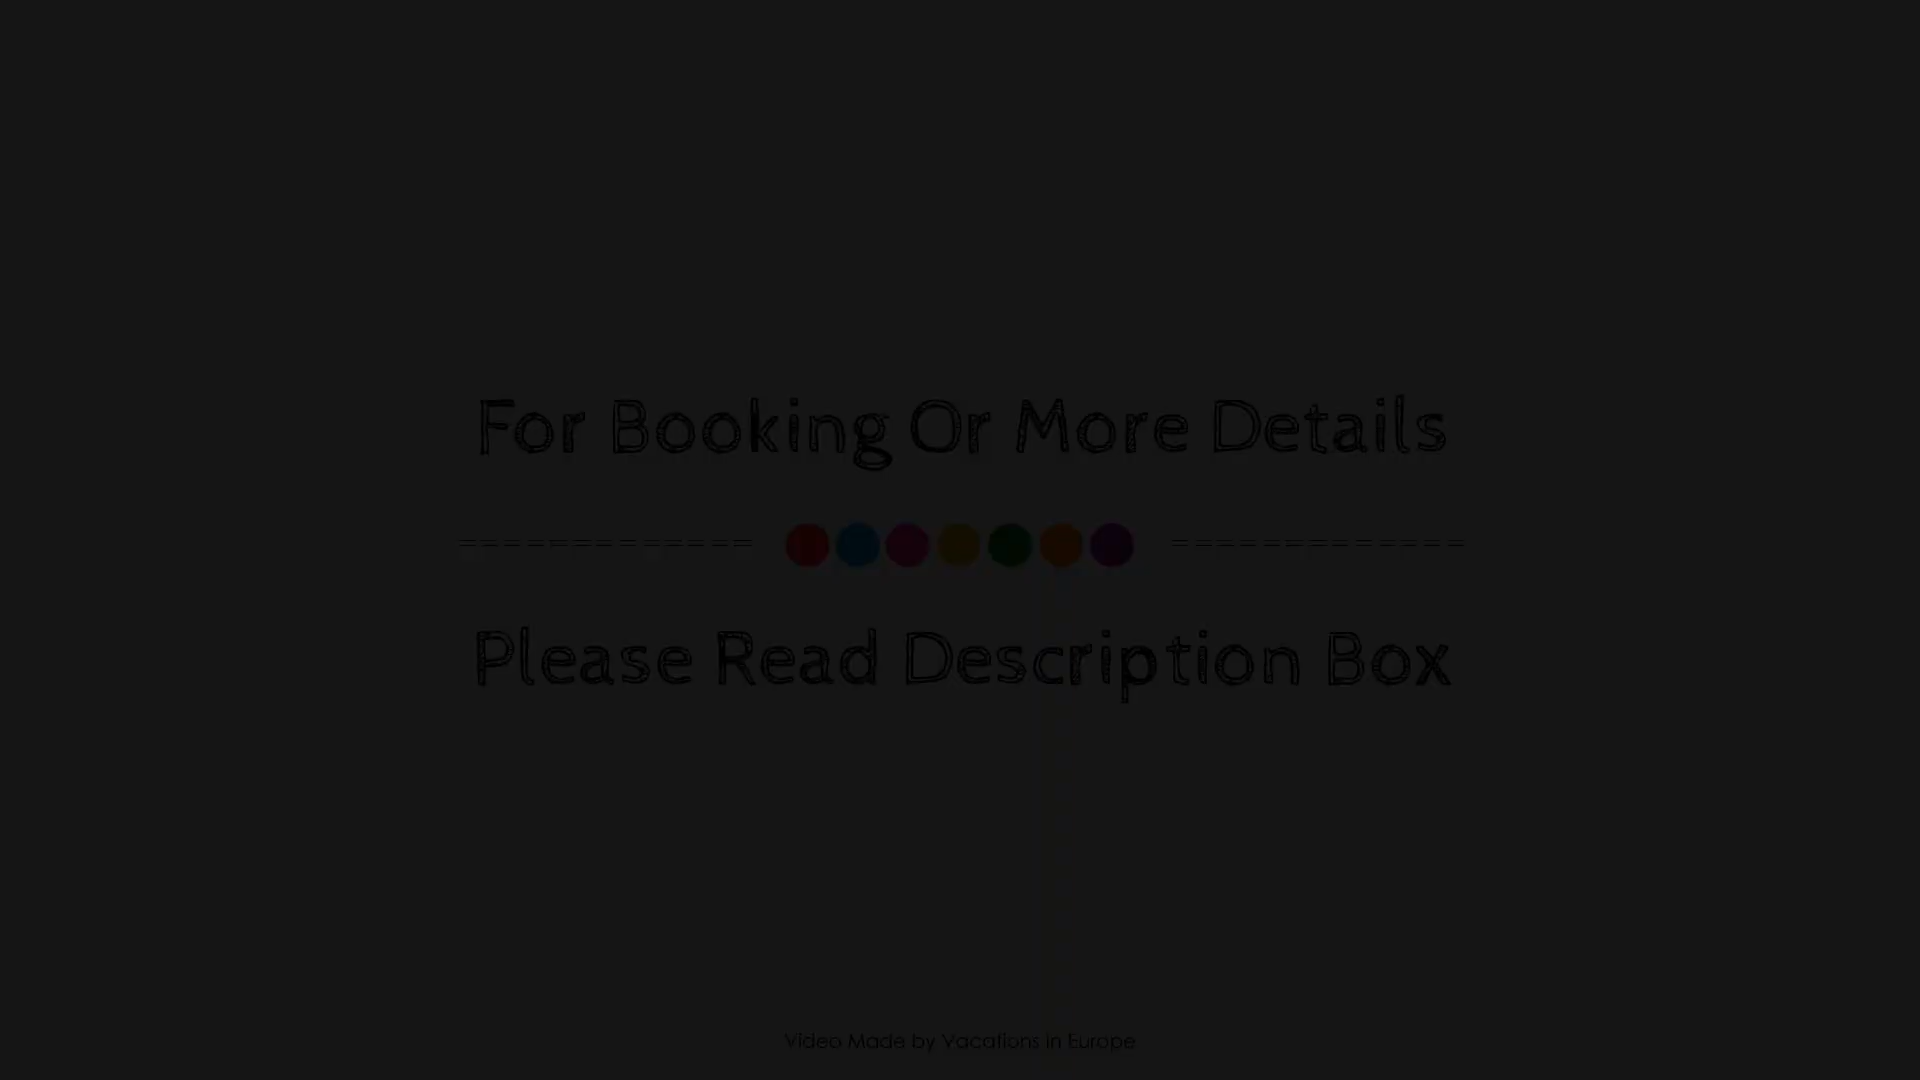 For Booking Or More Details
============= =============
Please Read Description Box
Video Made by Vacations in Europe